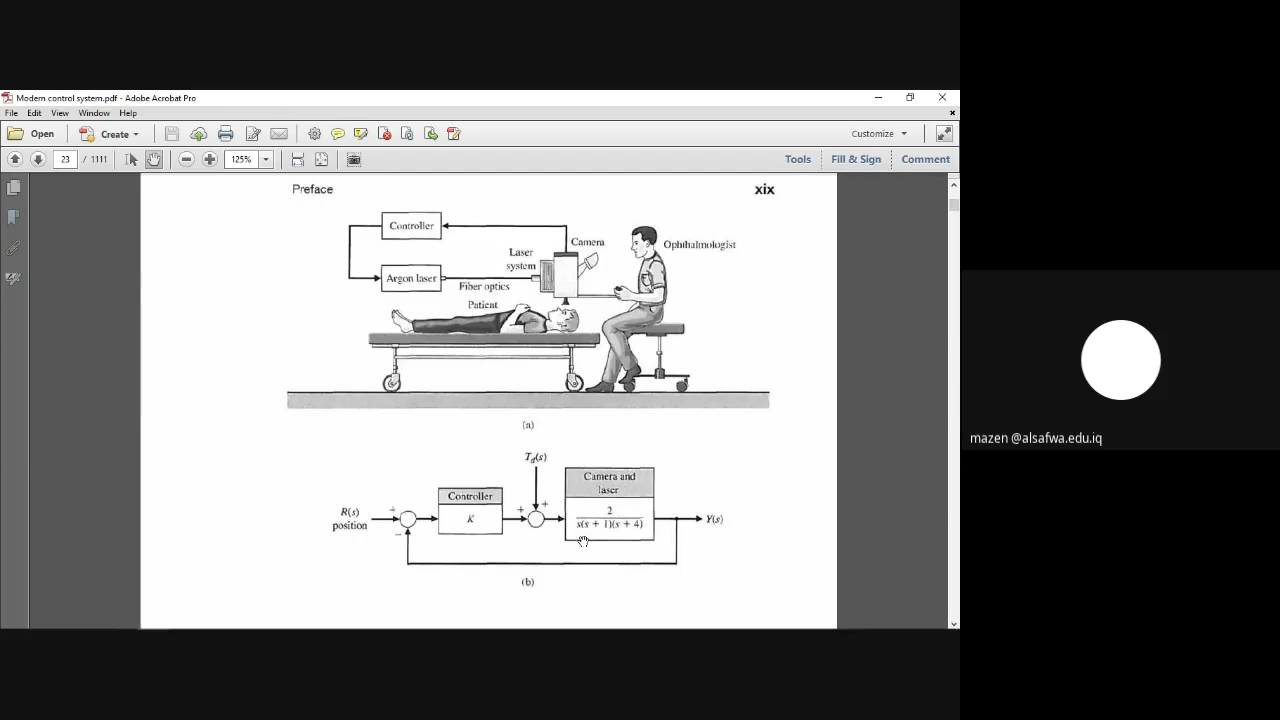 Modern control system.pdf - Adobe Acrobat Pro
File Edit View Window Help
Open Create Customize
23 / 1111 125% Tools Fill & Sign Comment
Preface xix
Controller
Camera
Ophthalmologist
Laser
system
Argon laser
Fiber optics
Patient
(a)
Td(s)
Camera and
laser
Controller
R(s)
position
+ − K + + 2 / s(s + 1)(s + 4) Y(s)
(b)
mazen @alsafwa.edu.iq